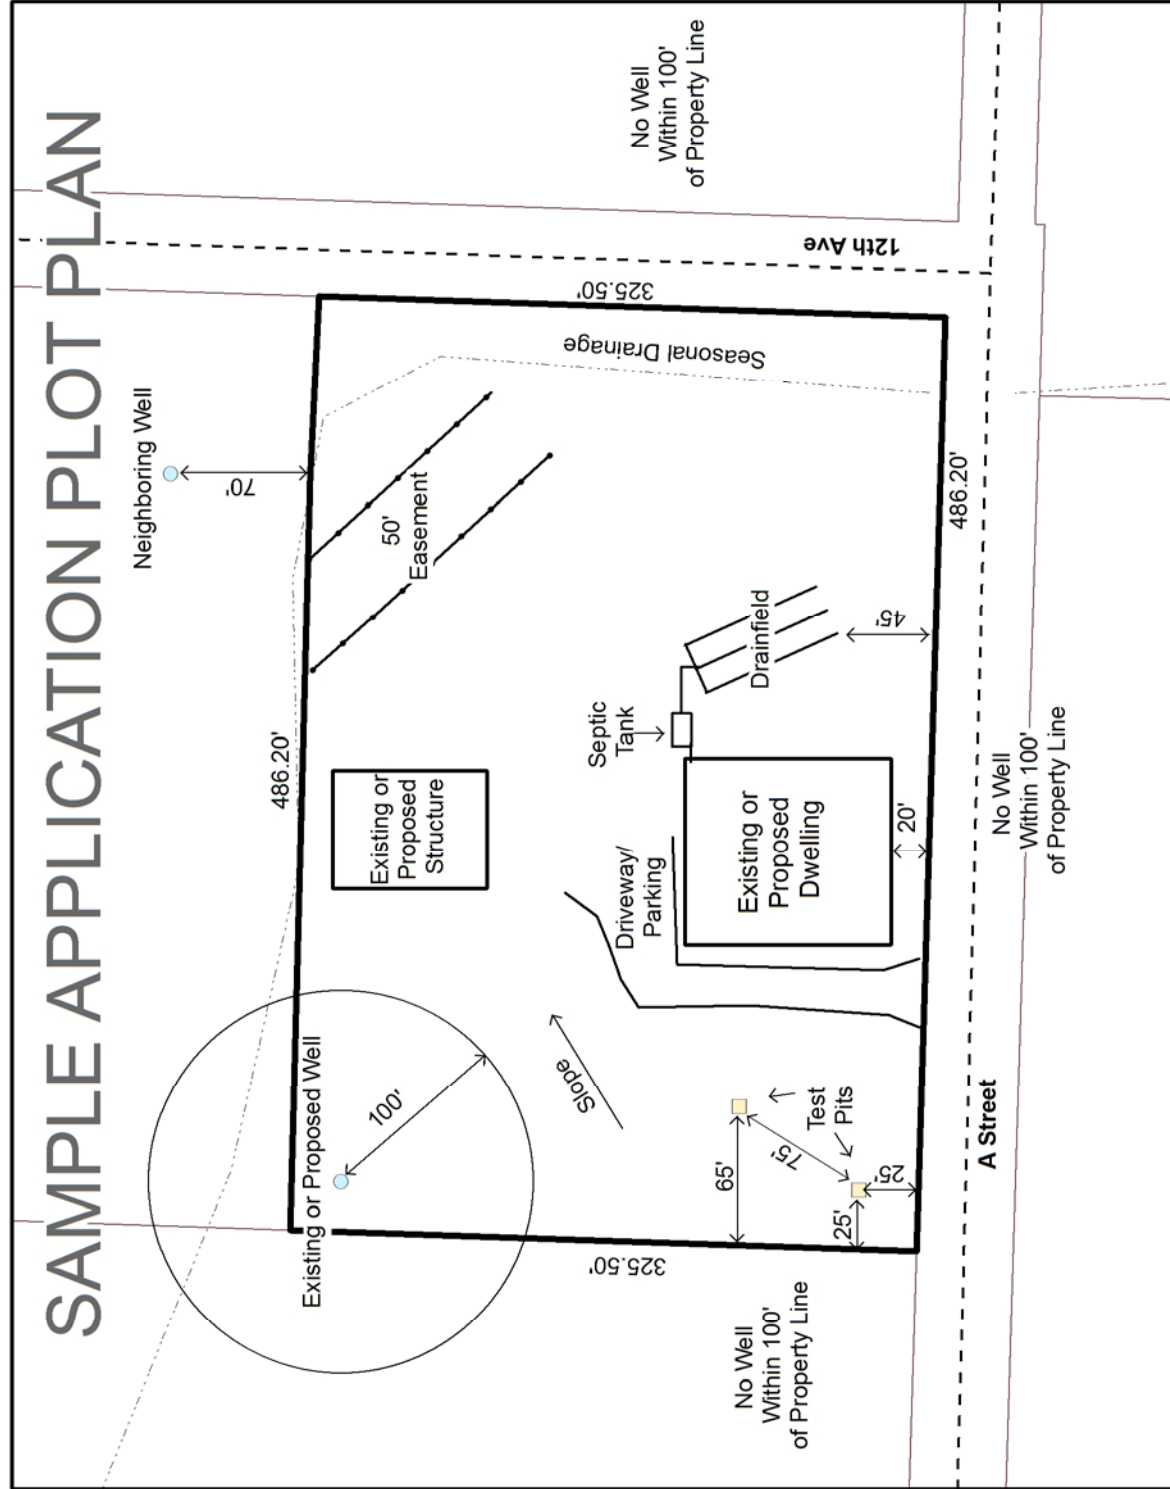 SAMPLE APPLICATION PLOT PLAN
Neighboring Well
70'
486.20'
Existing or Proposed Well
100'
Existing or
Proposed
Structure
50'
Easement
325.50'
Seasonal Drainage
12th Ave
No Well
Within 100'
of Property Line
Slope
Driveway/
Parking
Septic
Tank
Drainfield
45'
Existing or
Proposed
Dwelling
20'
325.50'
65'
75'
Test
Pits
25'
25'
486.20'
No Well
Within 100'
of Property Line
A Street
No Well
Within 100'
of Property Line